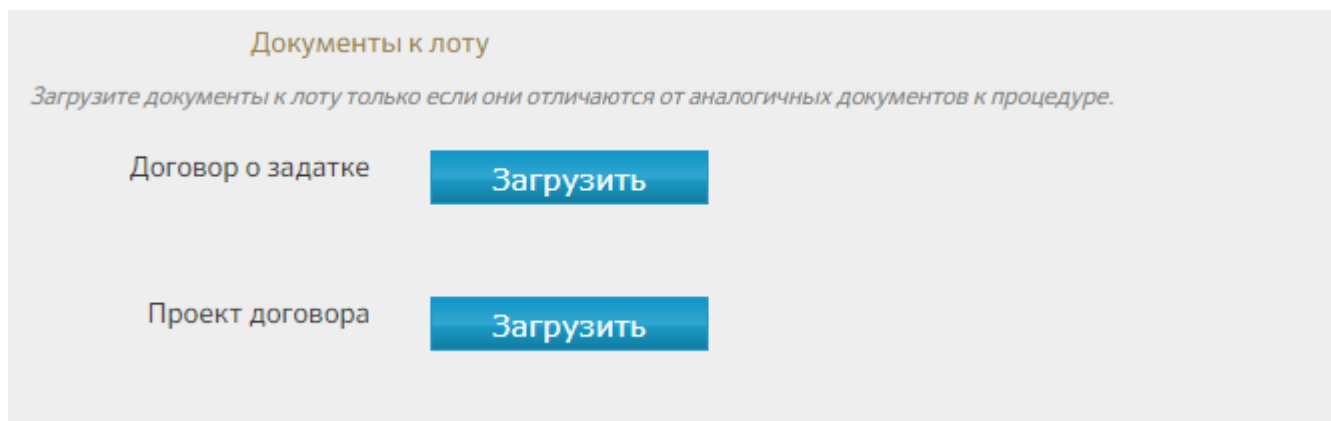 Документы к лоту
Загрузите документы к лоту только если они отличаются от аналогичных документов к процедуре.
Договор о задатке
Загрузить
Проект договора
Загрузить